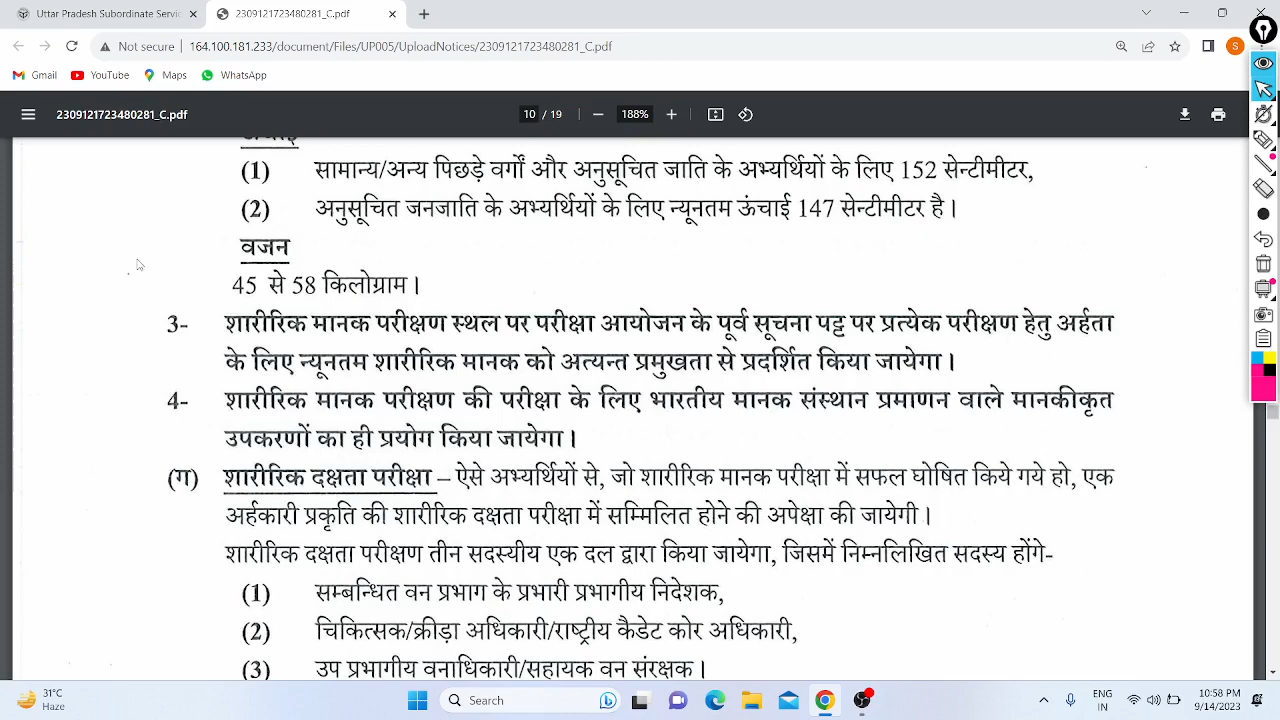 Uttar Pradesh Subordinate Servic
2309121723480281_C.pdf
Not secure
164.100.181.233/document/Files/UP005/UploadNotices/2309121723480281_C.pdf
S
Gmail
YouTube
Maps
WhatsApp
2309121723480281_C.pdf
10 / 19
188%
(1) सामान्य/अन्य पिछड़े वर्गों और अनुसूचित जाति के अभ्यर्थियों के लिए 152 सेन्टीमीटर,
(2) अनुसूचित जनजाति के अभ्यर्थियों के लिए न्यूनतम ऊंचाई 147 सेन्टीमीटर है।
वजन
45 से 58 किलोग्राम।
3- शारीरिक मानक परीक्षण स्थल पर परीक्षा आयोजन के पूर्व सूचना पट्ट पर प्रत्येक परीक्षण हेतु अर्हता
के लिए न्यूनतम शारीरिक मानक को अत्यन्त प्रमुखता से प्रदर्शित किया जायेगा।
4- शारीरिक मानक परीक्षण की परीक्षा के लिए भारतीय मानक संस्थान प्रमाणन वाले मानकीकृत
उपकरणों का ही प्रयोग किया जायेगा।
(ग) शारीरिक दक्षता परीक्षा – ऐसे अभ्यर्थियों से, जो शारीरिक मानक परीक्षा में सफल घोषित किये गये हो, एक
अर्हकारी प्रकृति की शारीरिक दक्षता परीक्षा में सम्मिलित होने की अपेक्षा की जायेगी।
शारीरिक दक्षता परीक्षण तीन सदस्यीय एक दल द्वारा किया जायेगा, जिसमें निम्नलिखित सदस्य होंगे-
(1) सम्बन्धित वन प्रभाग के प्रभारी प्रभागीय निदेशक,
(2) चिकित्सक/क्रीड़ा अधिकारी/राष्ट्रीय कैडेट कोर अधिकारी,
(3) उप प्रभागीय वनाधिकारी/सहायक वन संरक्षक।
31°C
Haze
Search
ENG
IN
10:58 PM
9/14/2023